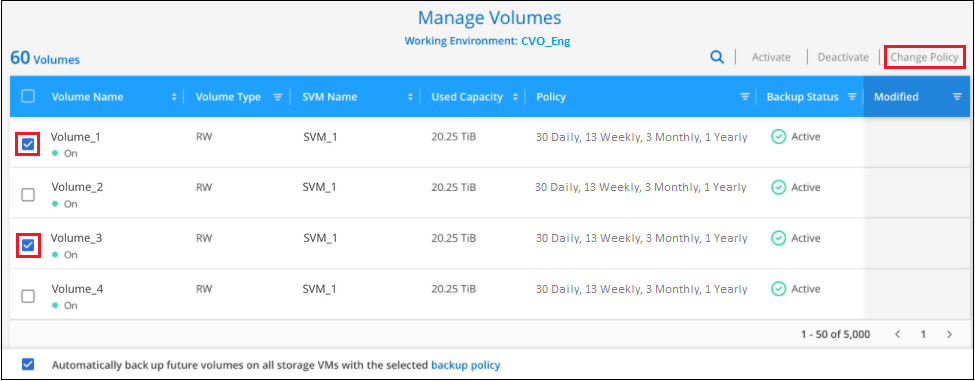 Manage Volumes
Working Environment: CVO_Eng
60 Volumes
Activate Deactivate Change Policy
Volume Name Volume Type SVM Name Used Capacity Policy Backup Status Modified
Volume_1 RW SVM_1 20.25 TiB 30 Daily, 13 Weekly, 3 Monthly, 1 Yearly Active
On
Volume_2 RW SVM_1 20.25 TiB 30 Daily, 13 Weekly, 3 Monthly, 1 Yearly Active
On
Volume_3 RW SVM_1 20.25 TiB 30 Daily, 13 Weekly, 3 Monthly, 1 Yearly Active
On
Volume_4 RW SVM_1 20.25 TiB 30 Daily, 13 Weekly, 3 Monthly, 1 Yearly Active
On
1 - 50 of 5,000 < 1 >
Automatically back up future volumes on all storage VMs with the selected backup policy